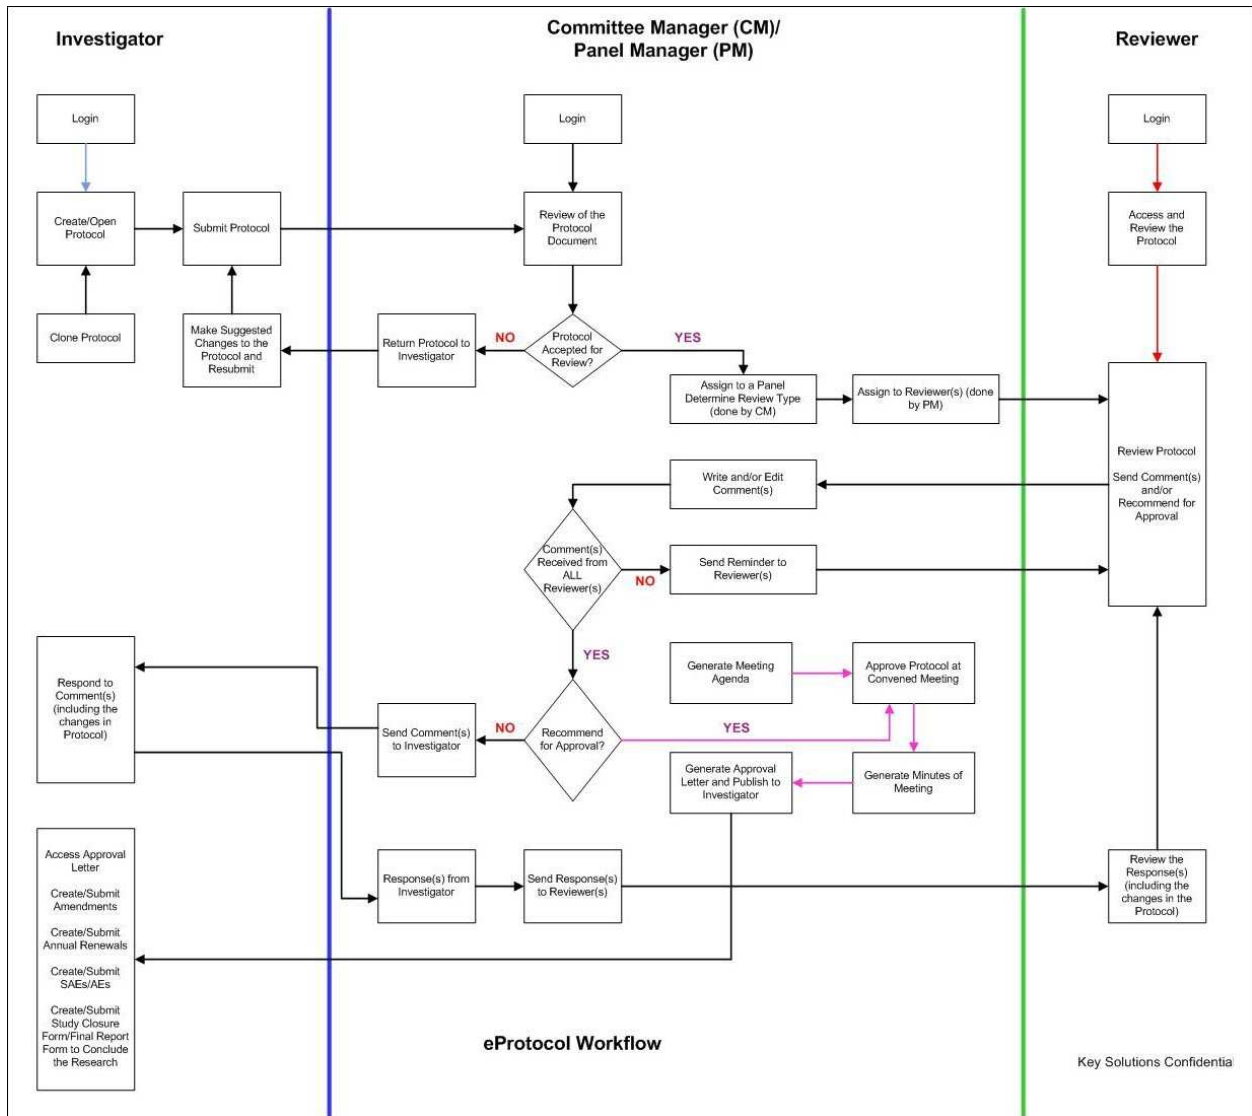 Investigator
Committee Manager (CM)/
Panel Manager (PM)
Reviewer
Login
Login
Login
Create/Open
Protocol
Submit Protocol
Review of the
Protocol
Document
Access and
Review the
Protocol
Clone Protocol
Make Suggested
Changes to the
Protocol and
Resubmit
Return Protocol to
Investigator
NO
Protocol
Accepted for
Review?
YES
Assign to a Panel
Determine Review Type
(done by CM)
Assign to Reviewer(s) (done
by PM)
Review Protocol
Send Comment(s)
and/or
Recommend for
Approval
Write and/or Edit
Comment(s)
Comment(s)
Received from
ALL
Reviewer(s)
NO
Send Reminder to
Reviewer(s)
YES
Respond to
Comment(s)
(including the
changes in
Protocol)
Send Comment(s)
to Investigator
NO
Recommend
for Approval?
YES
Generate Meeting
Agenda
Approve Protocol at
Convened Meeting
Generate Approval
Letter and Publish to
Investigator
Generate Minutes of
Meeting
Access Approval
Letter
Create/Submit
Amendments
Create/Submit
Annual Renewals
Create/Submit
SAEs/AEs
Create/Submit
Study Closure
Form/Final Report
Form to Conclude
the Research
Response(s) from
Investigator
Send Response(s)
to Reviewer(s)
Review the
Response(s)
(including the
changes in the
Protocol)
eProtocol Workflow
Key Solutions Confidential